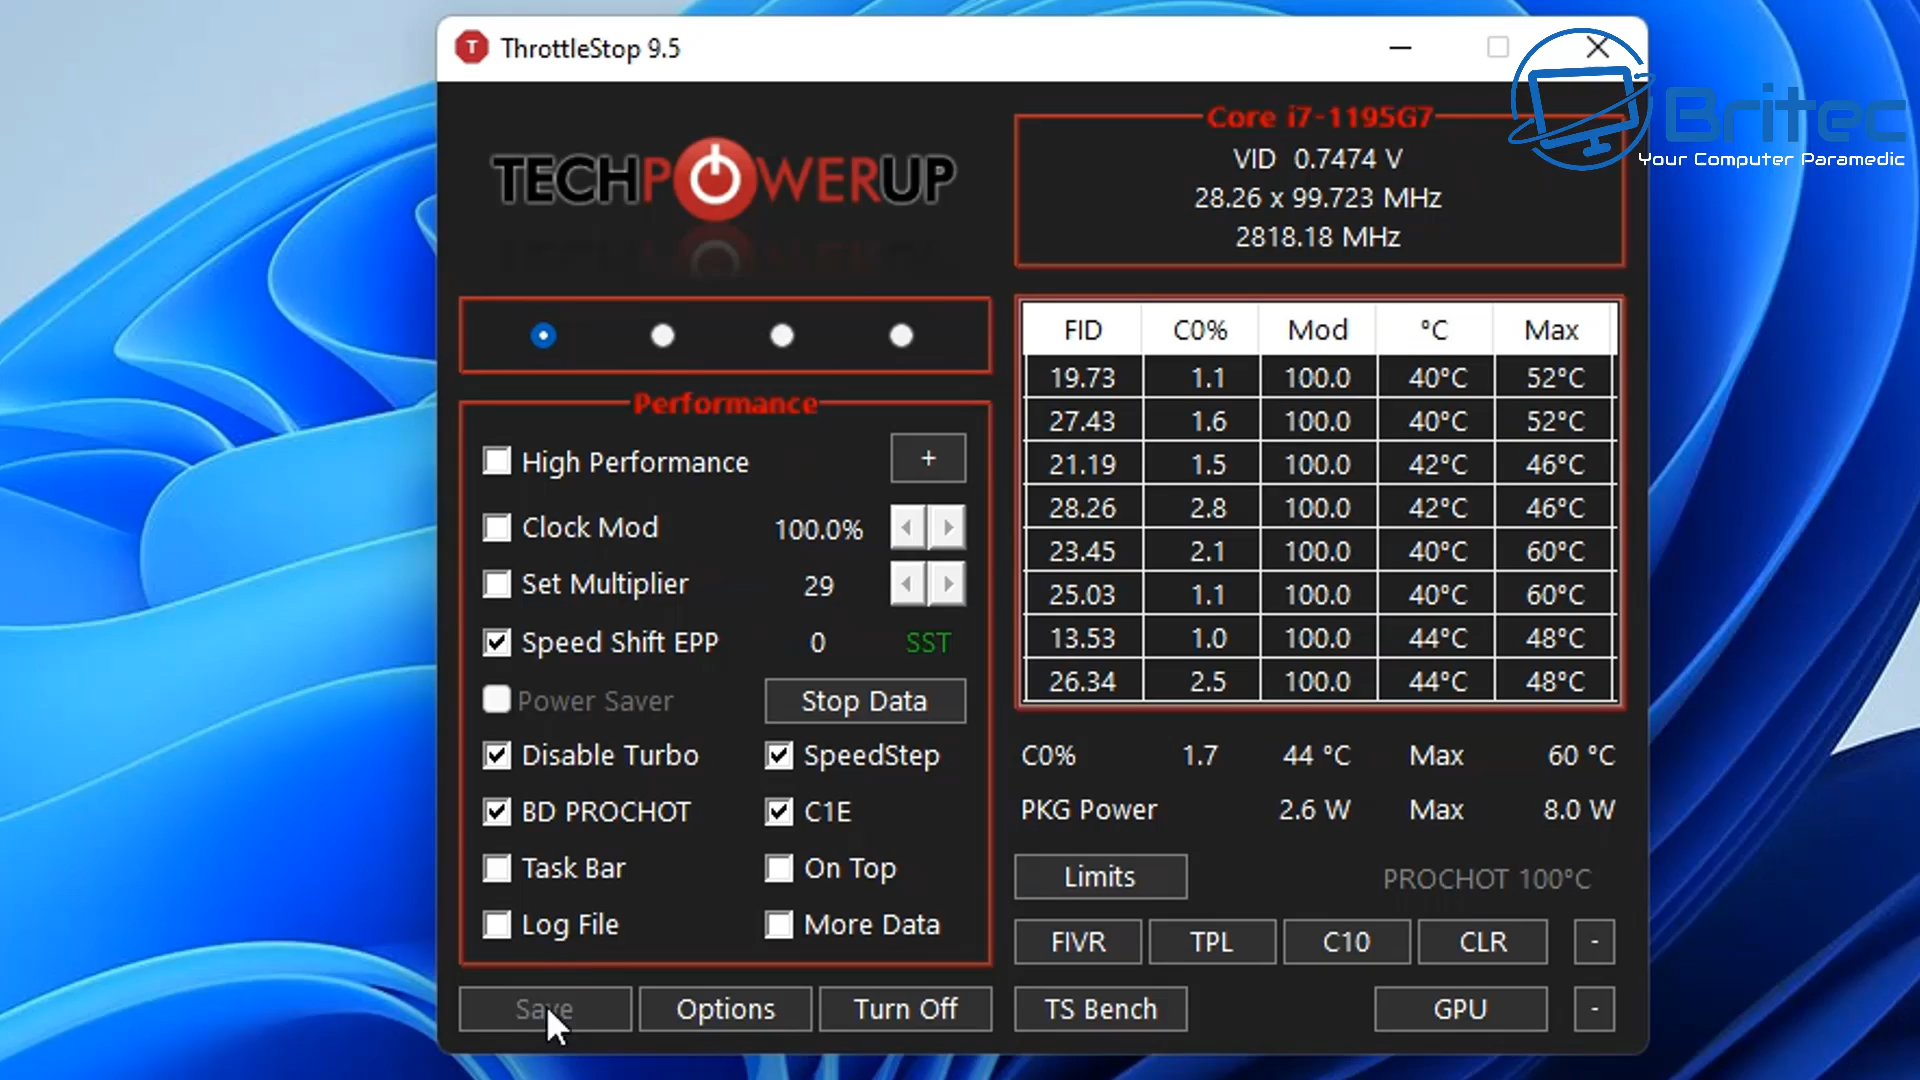 T ThrottleStop 9.5
Britec
Your Computer Paramedic
TECHPOWERUP
Core i7-1195G7
VID 0.7474 V
28.26 x 99.723 MHz
2818.18 MHz
Performance
High Performance +
Clock Mod 100.0%
Set Multiplier 29
Speed Shift EPP 0 SST
Power Saver Stop Data
Disable Turbo SpeedStep
BD PROCHOT C1E
Task Bar On Top
Log File More Data
Save Options Turn Off
FID C0% Mod °C Max
19.73 1.1 100.0 40°C 52°C
27.43 1.6 100.0 40°C 52°C
21.19 1.5 100.0 42°C 46°C
28.26 2.8 100.0 42°C 46°C
23.45 2.1 100.0 40°C 60°C
25.03 1.1 100.0 40°C 60°C
13.53 1.0 100.0 44°C 48°C
26.34 2.5 100.0 44°C 48°C
C0% 1.7 44 °C Max 60 °C
PKG Power 2.6 W Max 8.0 W
Limits PROCHOT 100°C
FIVR TPL C10 CLR -
TS Bench GPU -